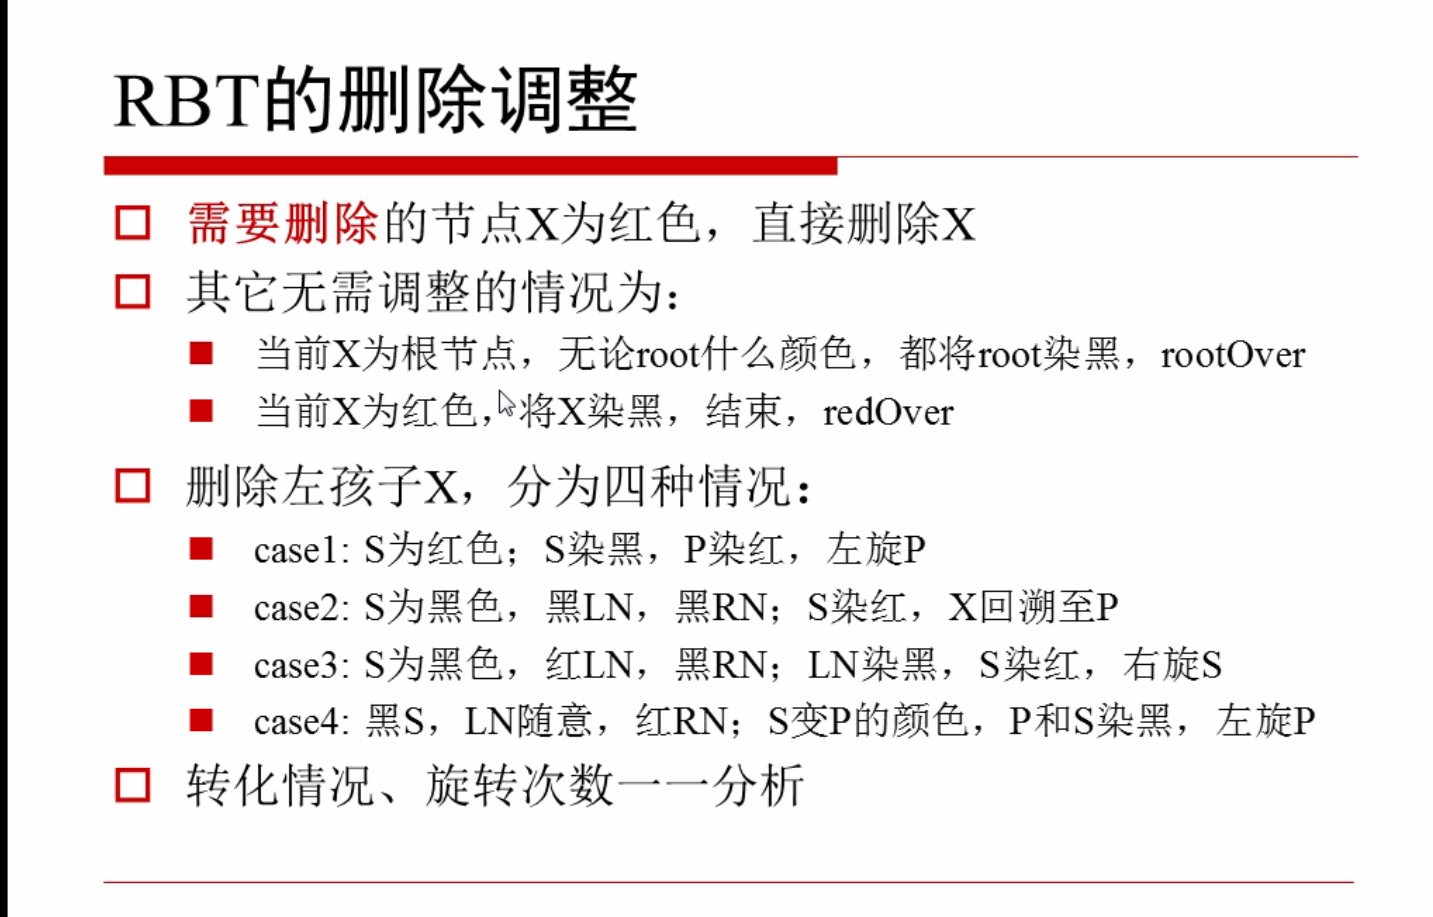 RBT的删除调整
需要删除的节点X为红色，直接删除X
其它无需调整的情况为：
当前X为根节点，无论root什么颜色，都将root染黑，rootOver
当前X为红色，将X染黑，结束，redOver
删除左孩子X，分为四种情况：
case1: S为红色；S染黑，P染红，左旋P
case2: S为黑色，黑LN，黑RN；S染红，X回溯至P
case3: S为黑色，红LN，黑RN；LN染黑，S染红，右旋S
case4: 黑S，LN随意，红RN；S变P的颜色，P和S染黑，左旋P
转化情况、旋转次数一一分析